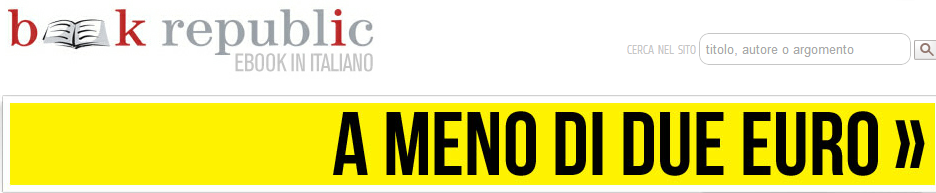 book republic
EBOOK IN ITALIANO
CERCA NEL SITO titolo, autore o argomento
A MENO DI DUE EURO »